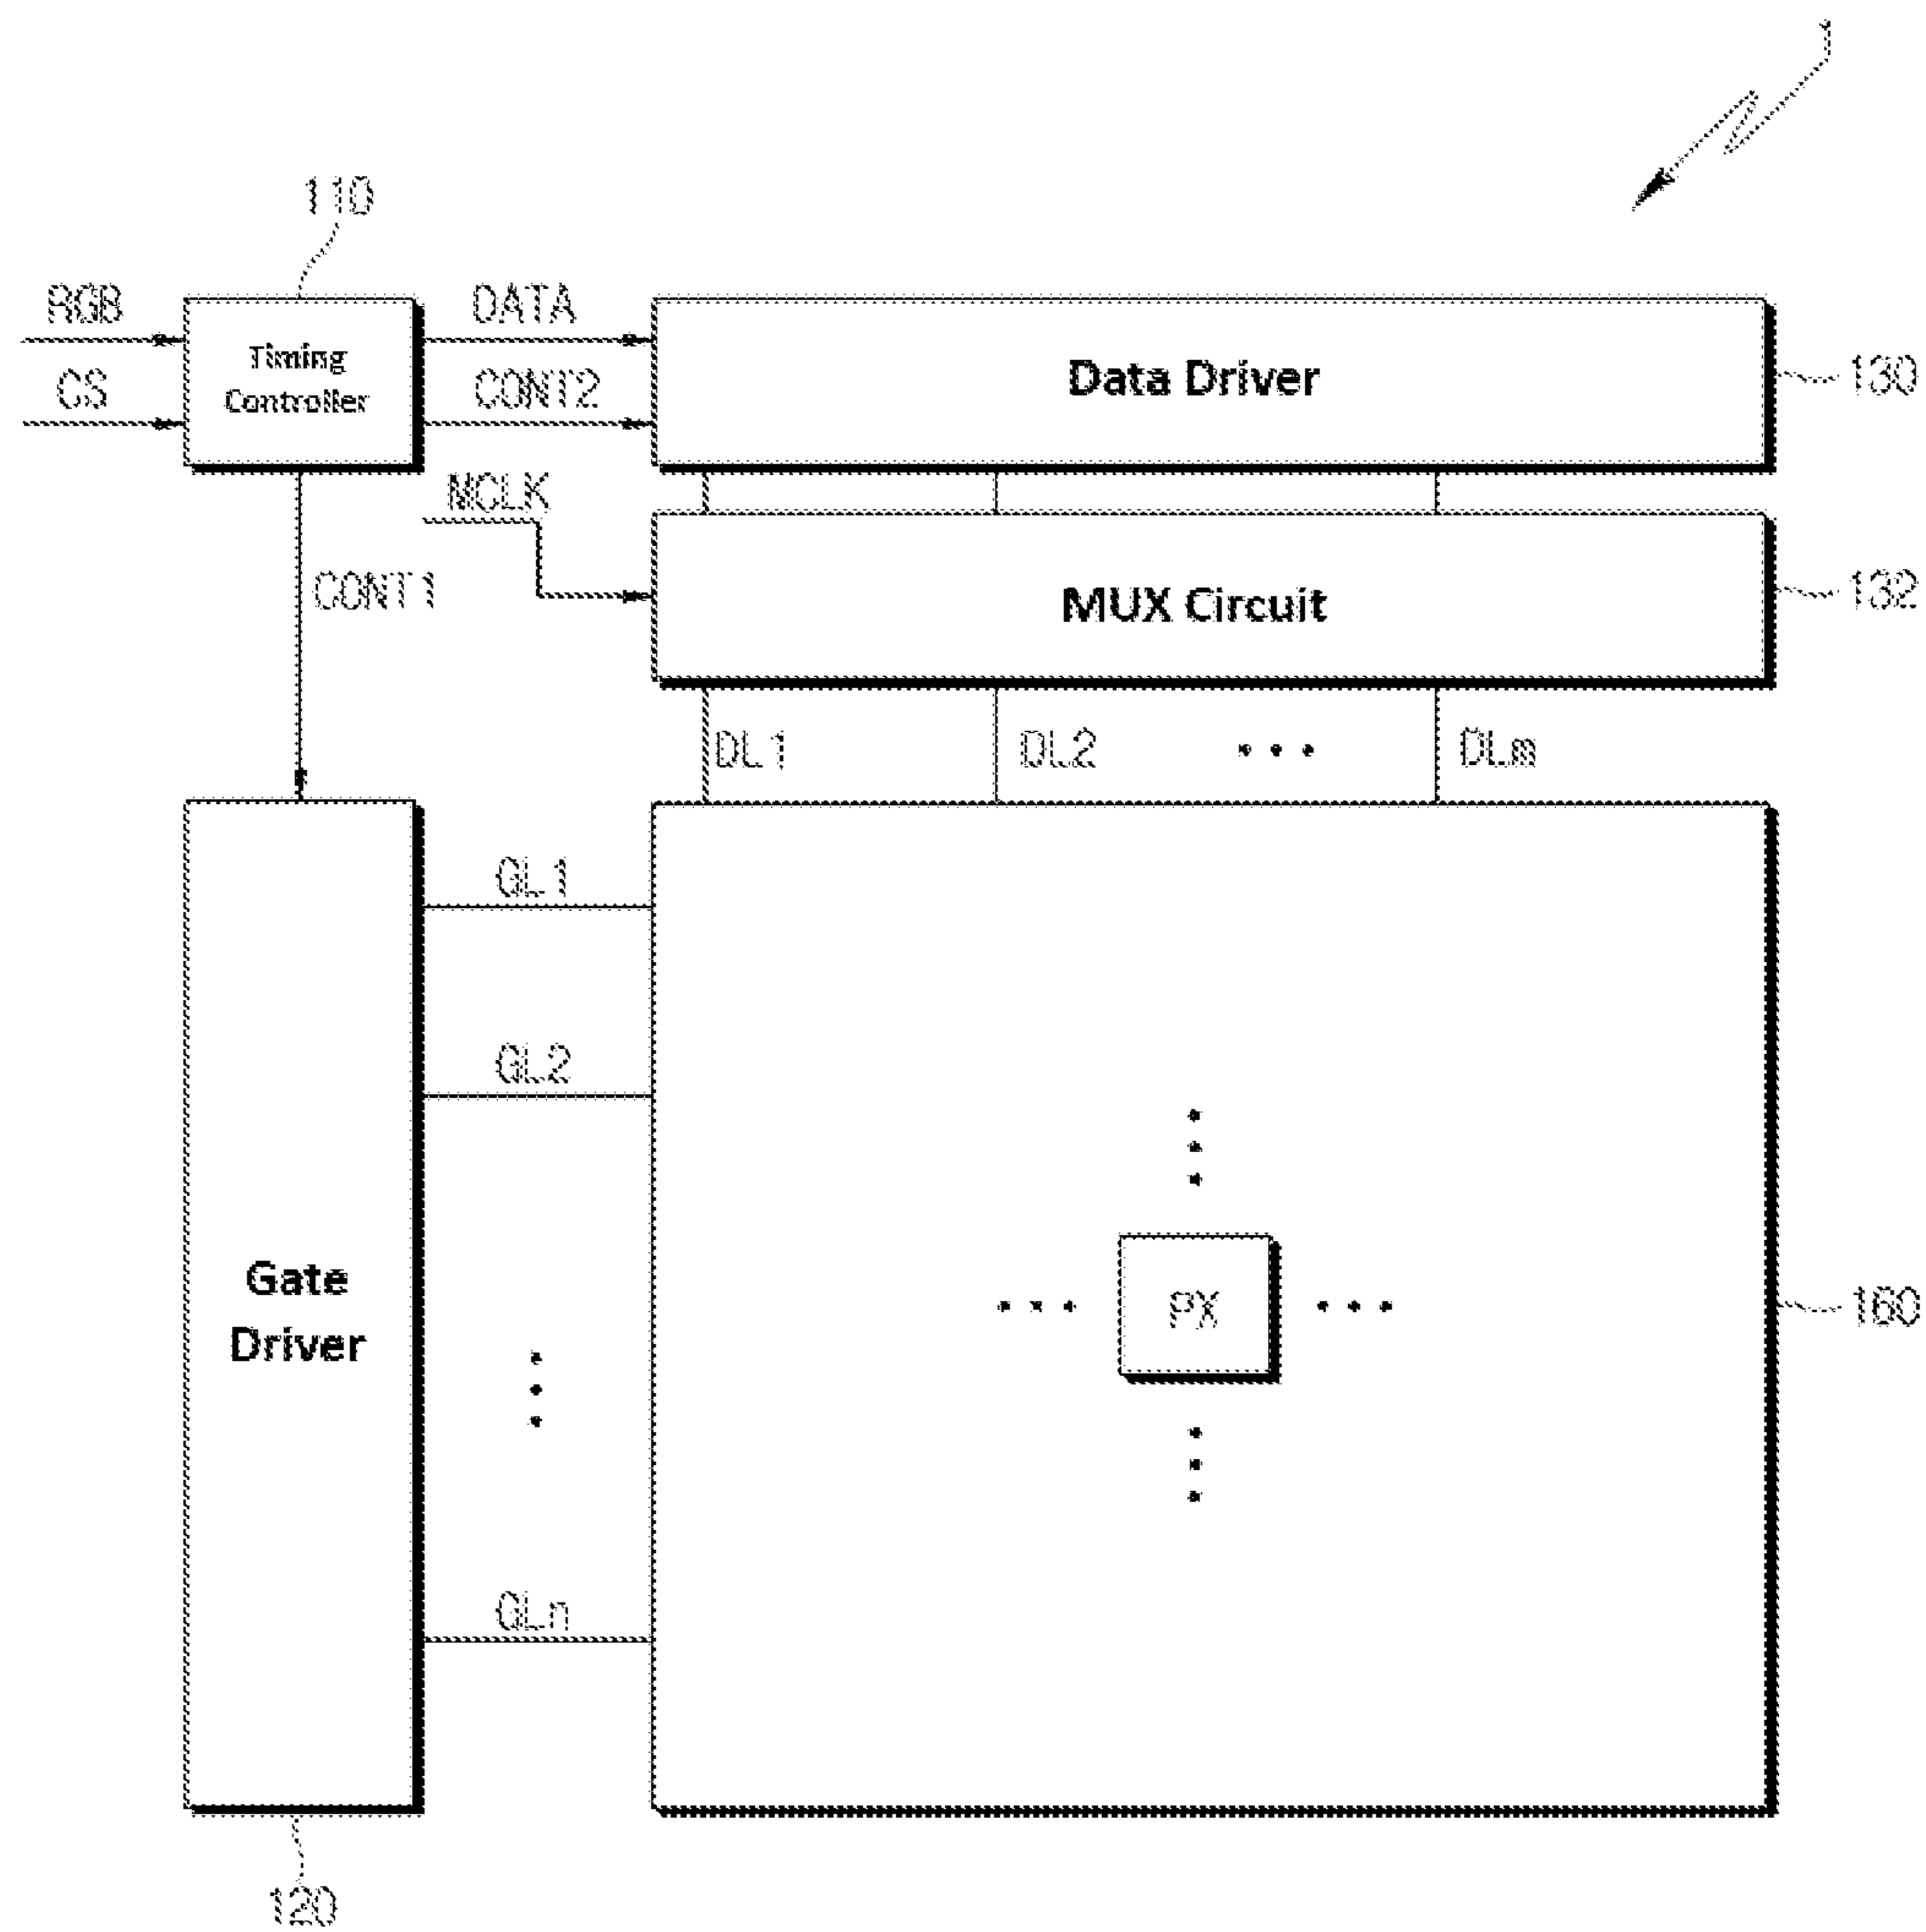 1
110
RGB
CS
Timing
Controller
DATA
CONT2
Data Driver
130
MCLK
CONT1
MUX Circuit
132
DL1
DL2
• • •
DLm
GL1
GL2
Gate
Driver
PX
160
GLn
120